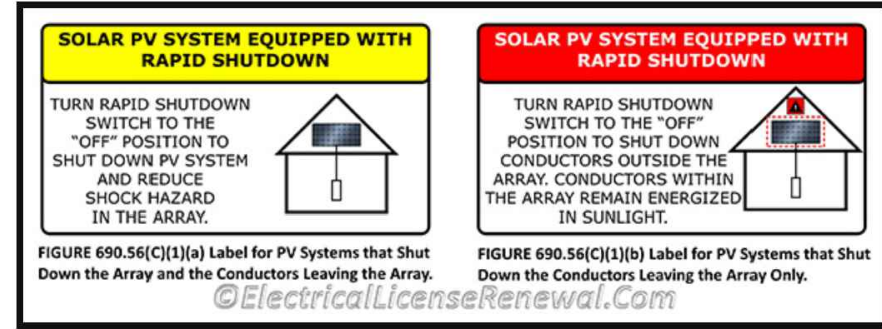 SOLAR PV SYSTEM EQUIPPED WITH
RAPID SHUTDOWN
TURN RAPID SHUTDOWN
SWITCH TO THE
“OFF” POSITION TO
SHUT DOWN PV SYSTEM
AND REDUCE
SHOCK HAZARD
IN THE ARRAY.
FIGURE 690.56(C)(1)(a) Label for PV Systems that Shut
Down the Array and the Conductors Leaving the Array.
SOLAR PV SYSTEM EQUIPPED WITH
RAPID SHUTDOWN
TURN RAPID SHUTDOWN
SWITCH TO THE “OFF”
POSITION TO SHUT DOWN
CONDUCTORS OUTSIDE THE
ARRAY. CONDUCTORS WITHIN
THE ARRAY REMAIN ENERGIZED
IN SUNLIGHT.
FIGURE 690.56(C)(1)(b) Label for PV Systems that Shut
Down the Conductors Leaving the Array Only.
©ElectricalLicenseRenewal.Com